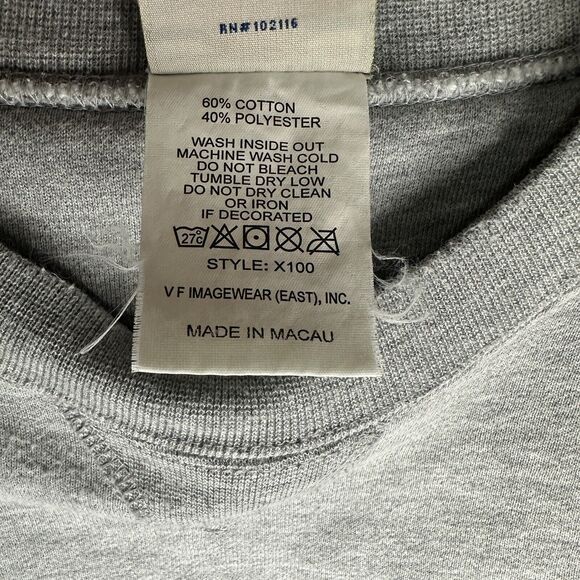 RN#102116
60% COTTON
40% POLYESTER
WASH INSIDE OUT
MACHINE WASH COLD
DO NOT BLEACH
TUMBLE DRY LOW
DO NOT DRY CLEAN
OR IRON
IF DECORATED
27c
STYLE: X100
V F IMAGEWEAR (EAST), INC.
MADE IN MACAU